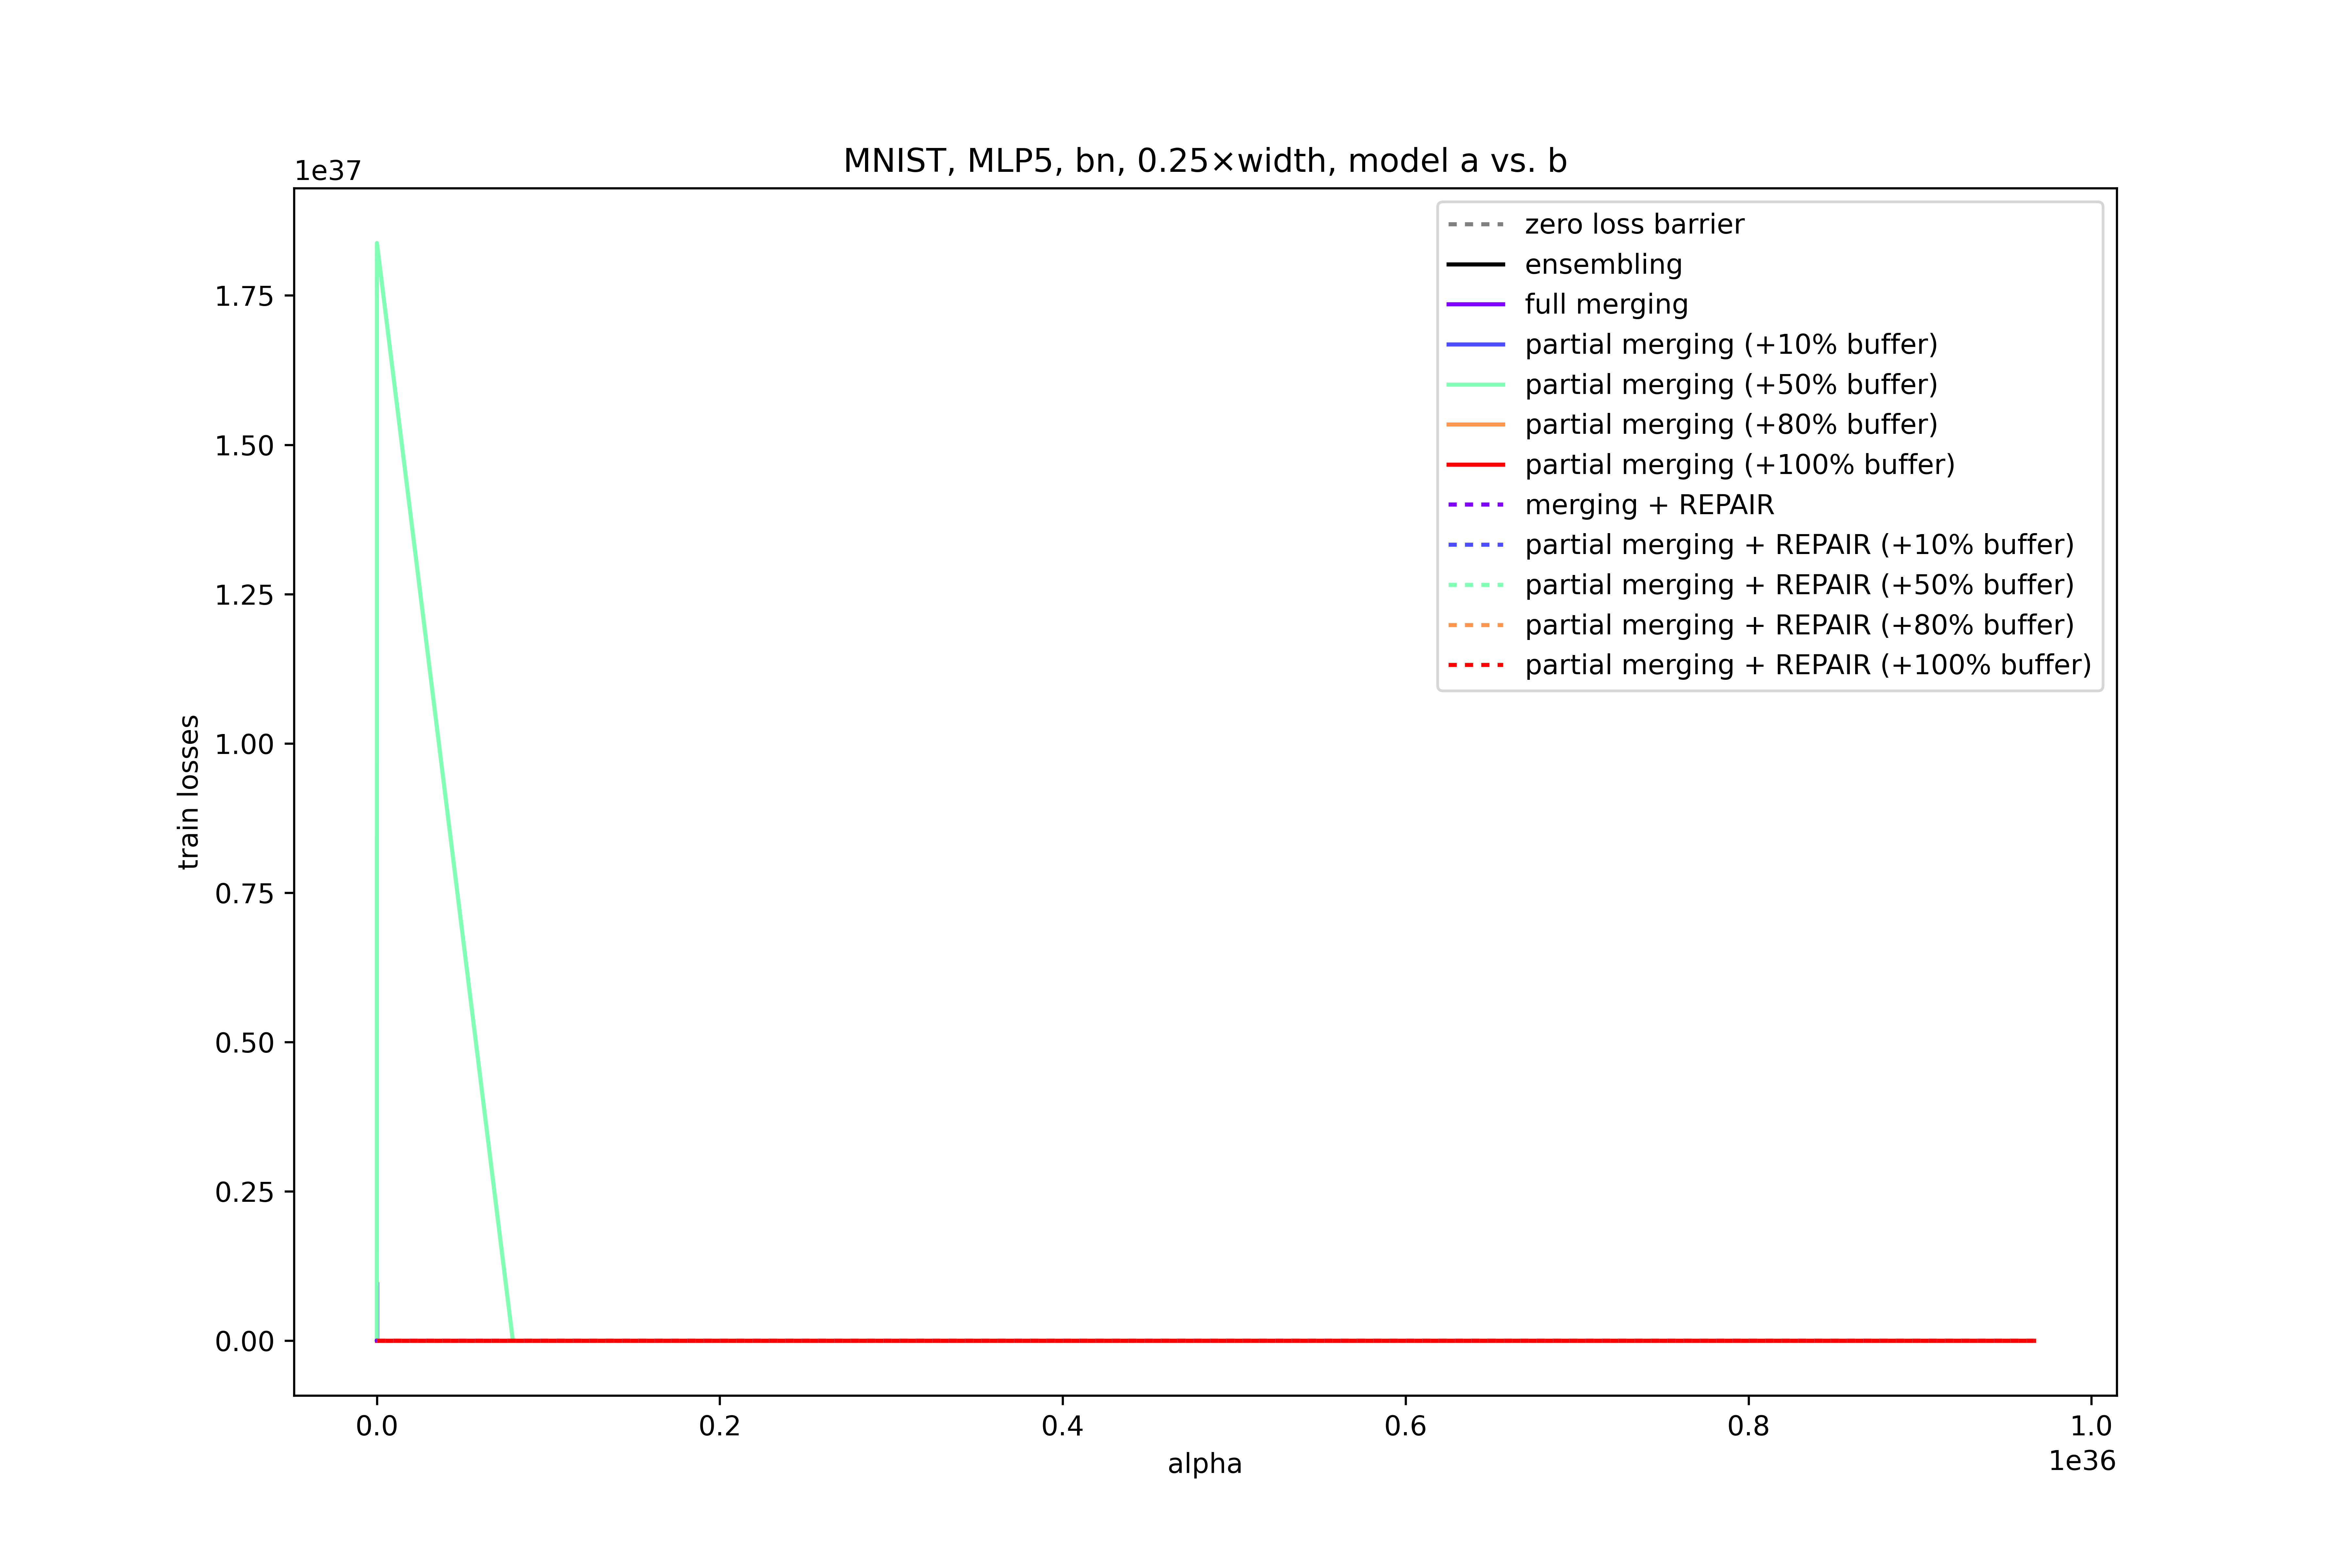 MNIST, MLP5, bn, 0.25×width, model a vs. b
1e37
1.75
1.50
1.25
1.00
0.75
0.50
0.25
0.00
train losses
zero loss barrier
ensembling
full merging
partial merging (+10% buffer)
partial merging (+50% buffer)
partial merging (+80% buffer)
partial merging (+100% buffer)
merging + REPAIR
partial merging + REPAIR (+10% buffer)
partial merging + REPAIR (+50% buffer)
partial merging + REPAIR (+80% buffer)
partial merging + REPAIR (+100% buffer)
0.0 0.2 0.4 0.6 0.8 1.0
1e36
alpha